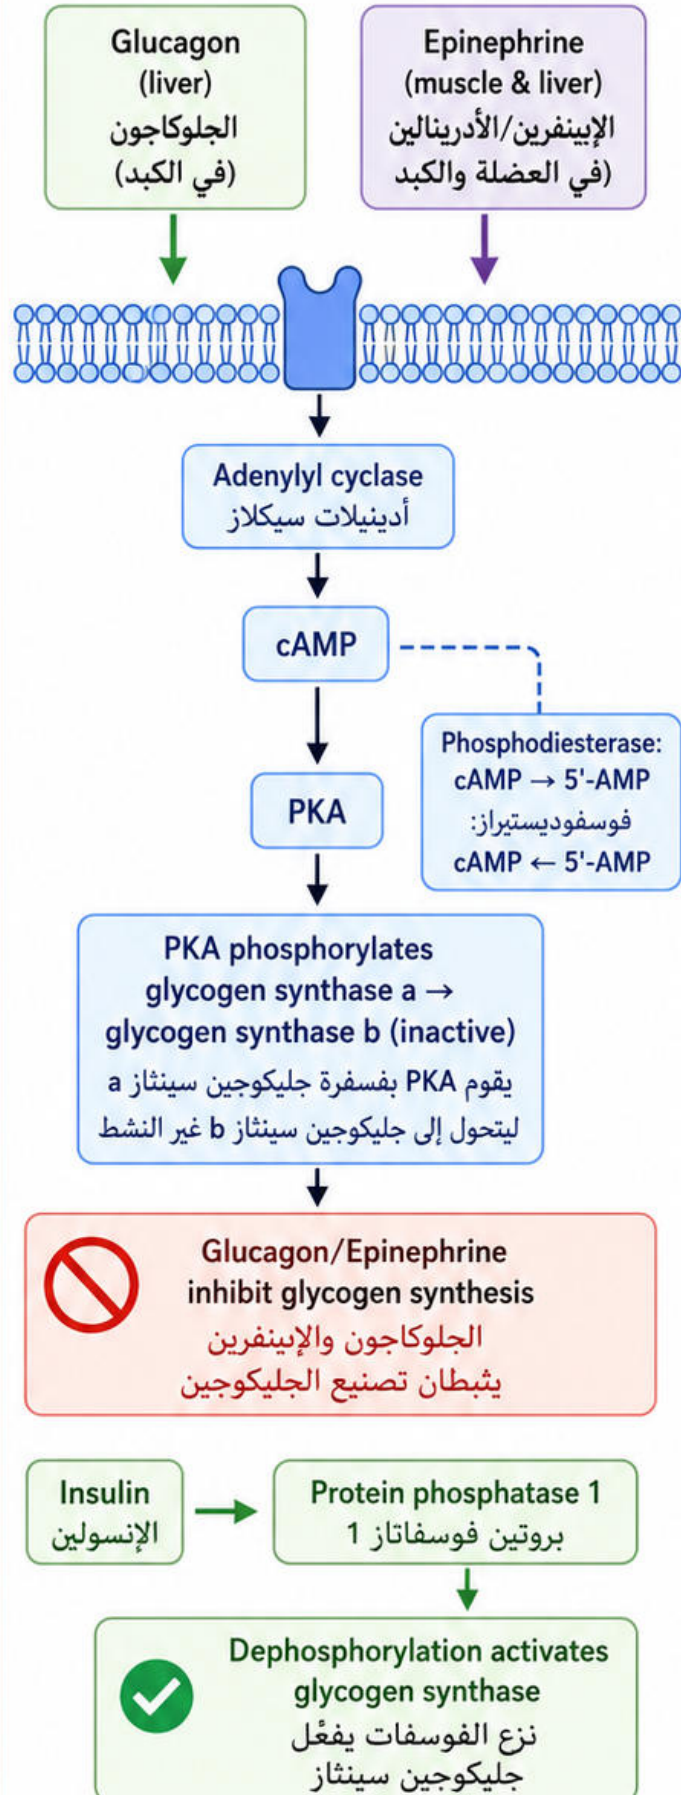 Glucagon
(liver)
الجلوكاجون
(في الكبد)
Epinephrine
(muscle & liver)
الإبينفرين/الأدرينالين
(في العضلة والكبد
Adenylyl cyclase
أدينيلات سيكلاز
cAMP
Phosphodiesterase:
cAMP → 5'-AMP
فوسفوديستيراز:
cAMP ← 5'-AMP
PKA
PKA phosphorylates
glycogen synthase a →
glycogen synthase b (inactive)
يقوم PKA بفسفرة جليكوجين سينثاز a
ليتحول إلى جليكوجين سينثاز b غير النشط
Glucagon/Epinephrine
inhibit glycogen synthesis
الجلوكاجون والإبينفرين
يثبطان تصنيع الجليكوجين
Insulin
الإنسولين
Protein phosphatase 1
بروتين فوسفاتاز 1
Dephosphorylation activates
glycogen synthase
نزع الفوسفات يفعّل
جليكوجين سينثاز